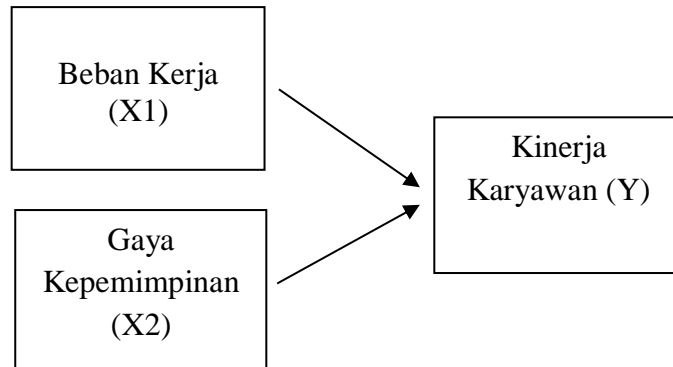 Beban Kerja
(X1)
Kinerja
Karyawan (Y)
Gaya
Kepemimpinan
(X2)